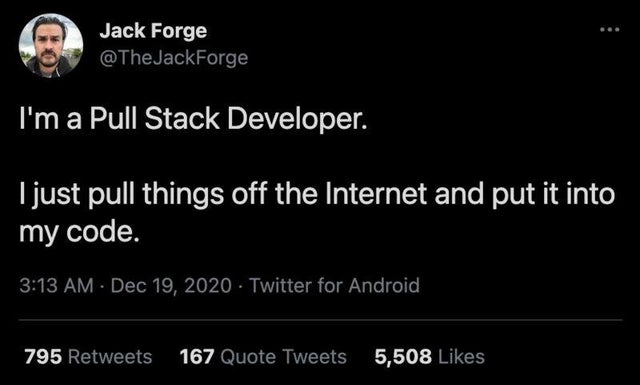 Jack Forge
@TheJackForge
I'm a Pull Stack Developer.
I just pull things off the Internet and put it into
my code.
3:13 AM · Dec 19, 2020 · Twitter for Android
795 Retweets 167 Quote Tweets 5,508 Likes